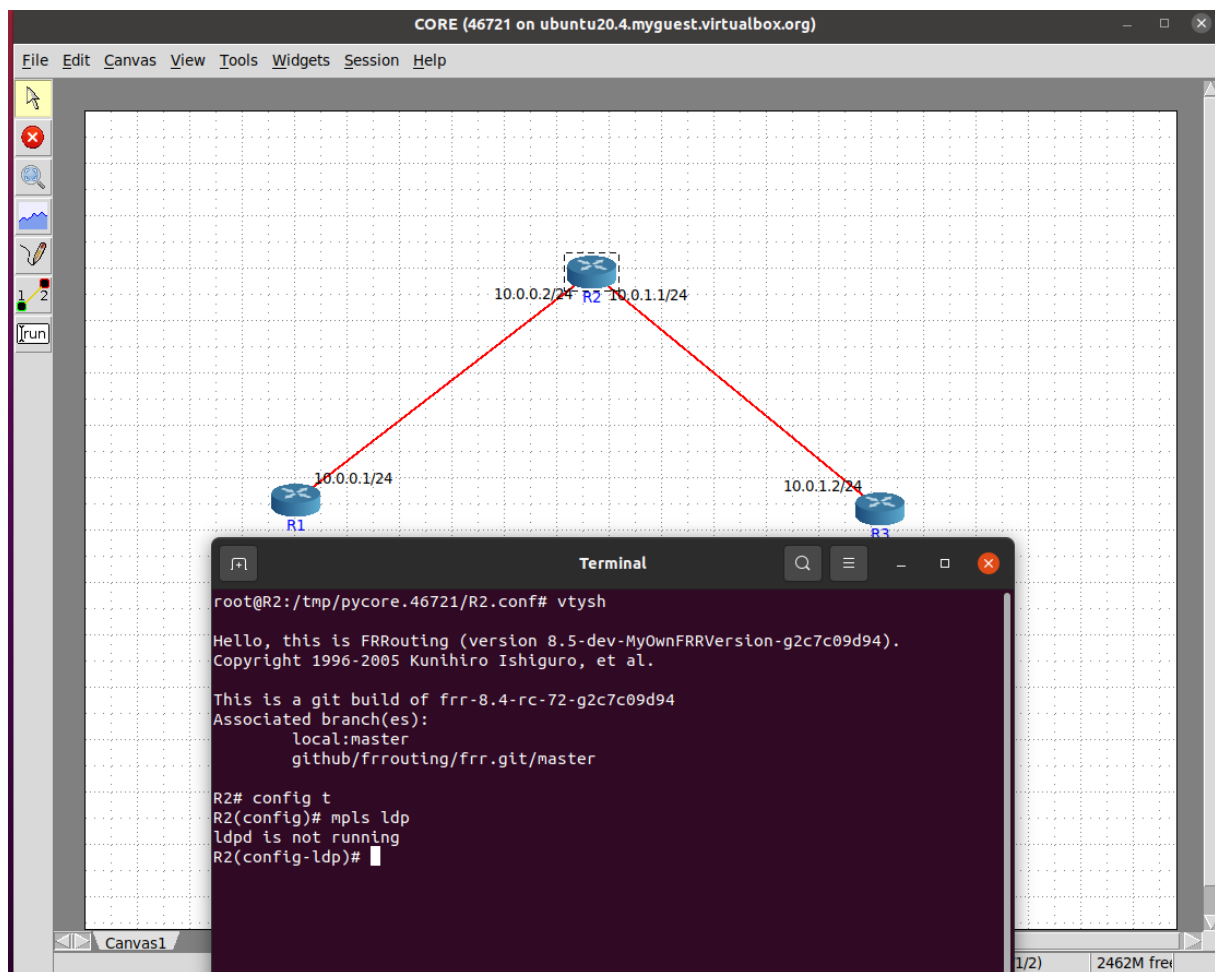 CORE (46721 on ubuntu20.4.myguest.virtualbox.org)
File Edit Canvas View Tools Widgets Session Help
1 2
run
10.0.0.2/24 R2 10.0.1.1/24
10.0.0.1/24
10.0.1.2/24
R1
R3
Terminal
root@R2:/tmp/pycore.46721/R2.conf# vtysh
Hello, this is FRRouting (version 8.5-dev-MyOwnFRRVersion-g2c7c09d94).
Copyright 1996-2005 Kunihiro Ishiguro, et al.
This is a git build of frr-8.4-rc-72-g2c7c09d94
Associated branch(es):
local:master
github/frrouting/frr.git/master
R2# config t
R2(config)# mpls ldp
ldpd is not running
R2(config-ldp)#
Canvas1
1/2) 2462M free